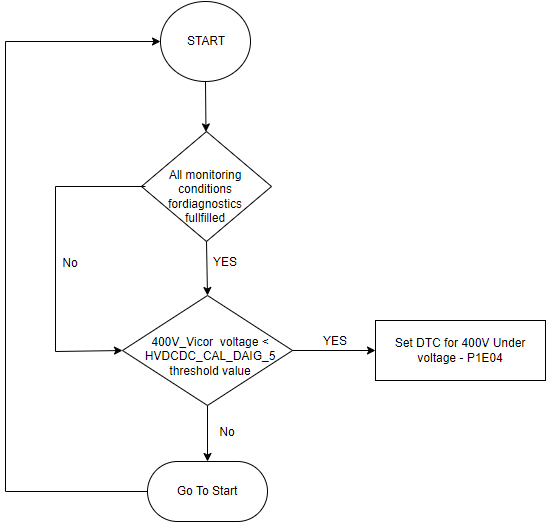 START
All monitoring
conditions
fordiagnostics
fullfilled
No
YES
400V_Vicor voltage <
HVDCDC_CAL_DAIG_5
threshold value
YES
Set DTC for 400V Under
voltage - P1E04
No
Go To Start